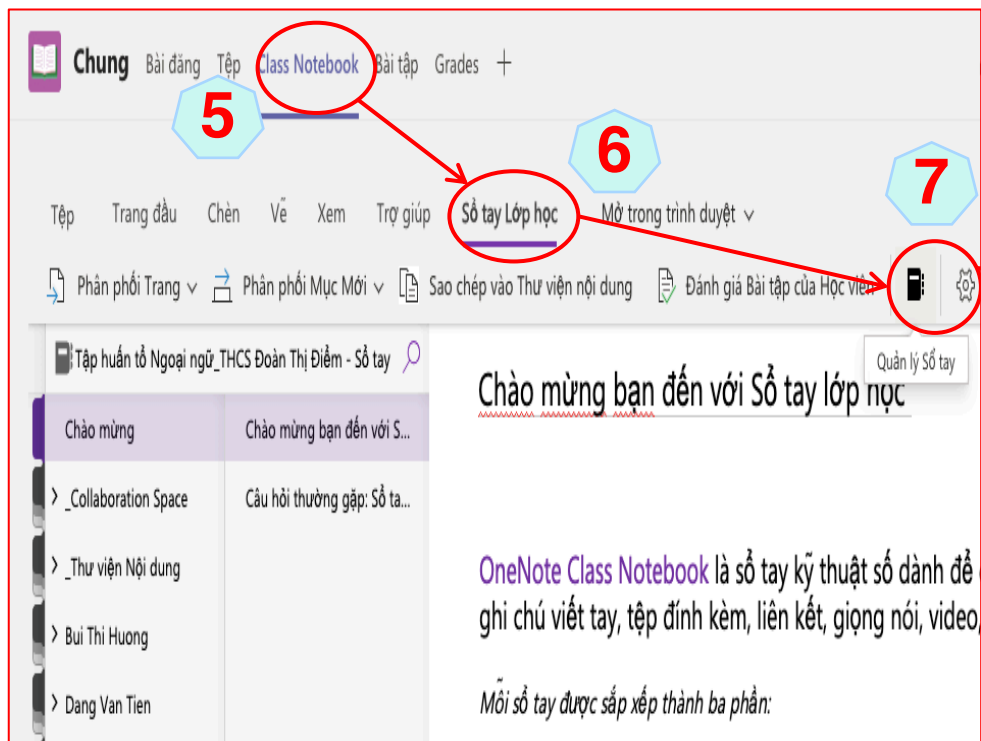 Chung Bài đăng Tệp Class Notebook Bài tập Grades
5
6
7
Tệp Trang đầu Chèn Vẽ Xem Trợ giúp Sổ tay Lớp học Mở trong trình duyệt
Phân phối Trang Phân phối Mục Mới Sao chép vào Thư viện nội dung Đánh giá Bài tập của Học viên
Quản lý Sổ tay
Tập huấn tổ Ngoại ngữ_THCS Đoàn Thị Điểm - Sổ tay
Chào mừng bạn đến với Sổ tay lớp học
Chào mừng Chào mừng bạn đến với S...
_Collaboration Space Câu hỏi thường gặp: Sổ ta...
_Thư viện Nội dung
Bui Thi Huong
Dang Van Tien
OneNote Class Notebook là sổ tay kỹ thuật số dành để
ghi chú viết tay, tệp đính kèm, liên kết, giọng nói, video,
Mỗi sổ tay được sắp xếp thành ba phần: